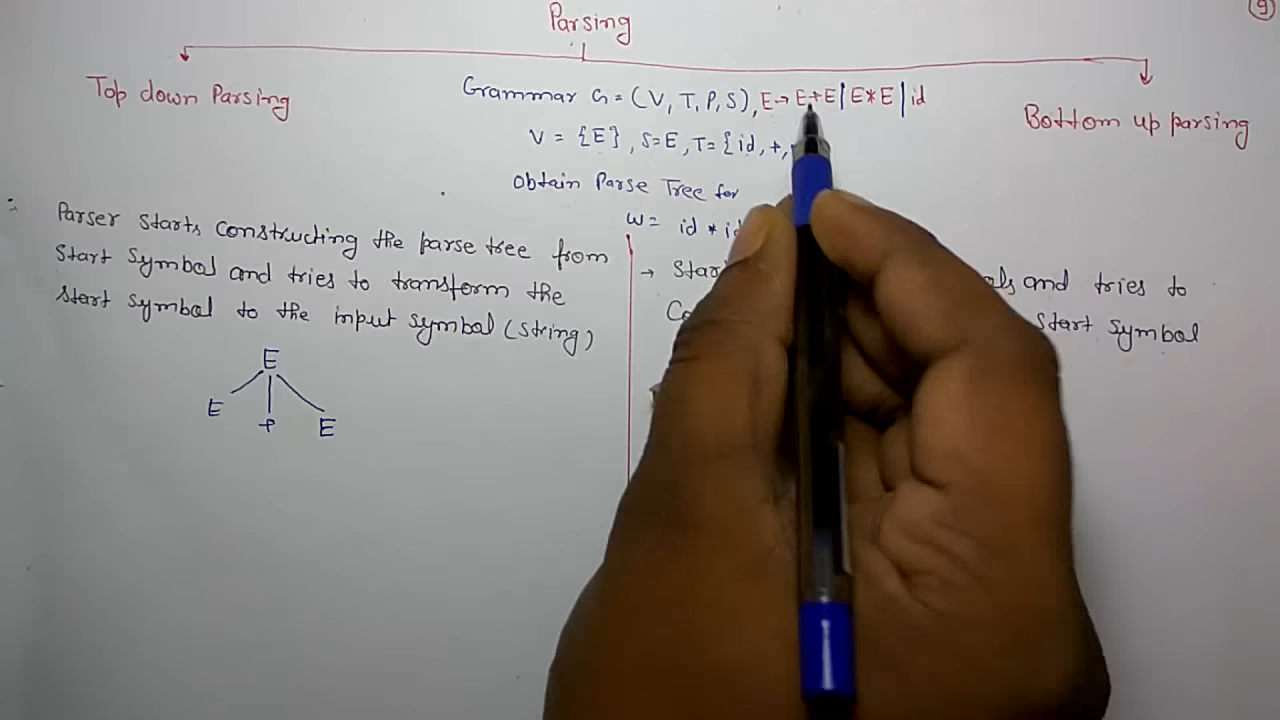 9
Parsing
Top down Parsing
Grammar G = (V, T, P, S), E→ E+E | E*E | id
Bottom up parsing
V = {E}, S=E, T= {id, +,
Obtain Parse Tree for
w= id * id
Parser starts constructing the parse tree from
start symbol and tries to transform the
start symbol to the input symbol (string)
→ Star
and tries to
start symbol
E
E + E